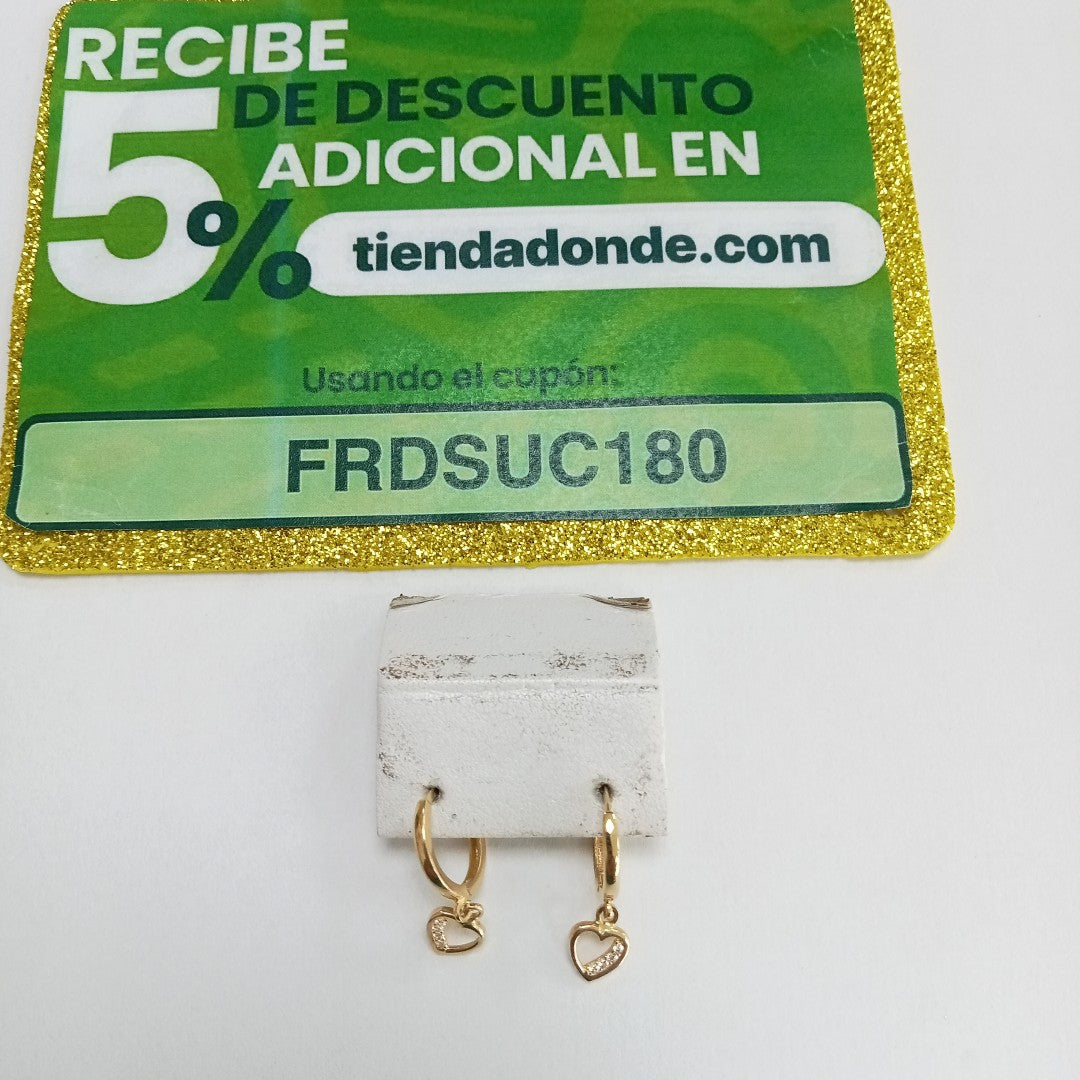 RECIBE
5% DE DESCUENTO
ADICIONAL EN
tiendadonde.com
Usando el cupón:
FRDSUC180